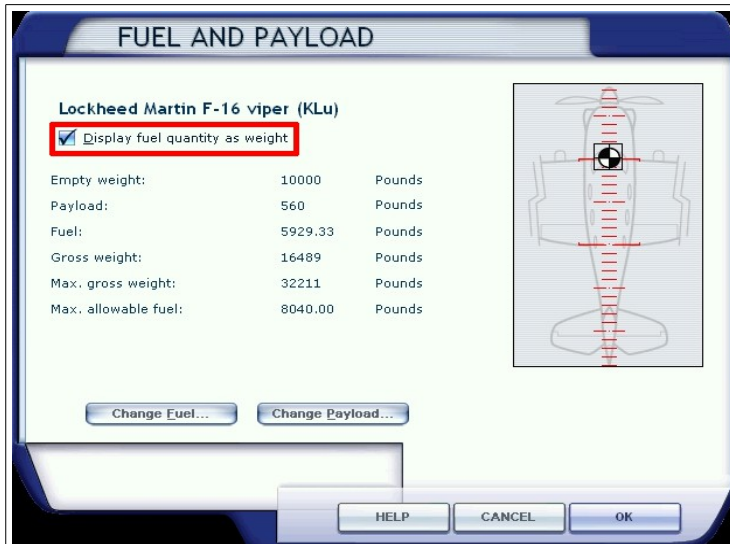 FUEL AND PAYLOAD
Lockheed Martin F-16 viper (KLu)
Display fuel quantity as weight
Empty weight: 10000 Pounds
Payload: 560 Pounds
Fuel: 5929.33 Pounds
Gross weight: 16489 Pounds
Max. gross weight: 32211 Pounds
Max. allowable fuel: 8040.00 Pounds
Change Fuel... Change Payload...
HELP CANCEL OK